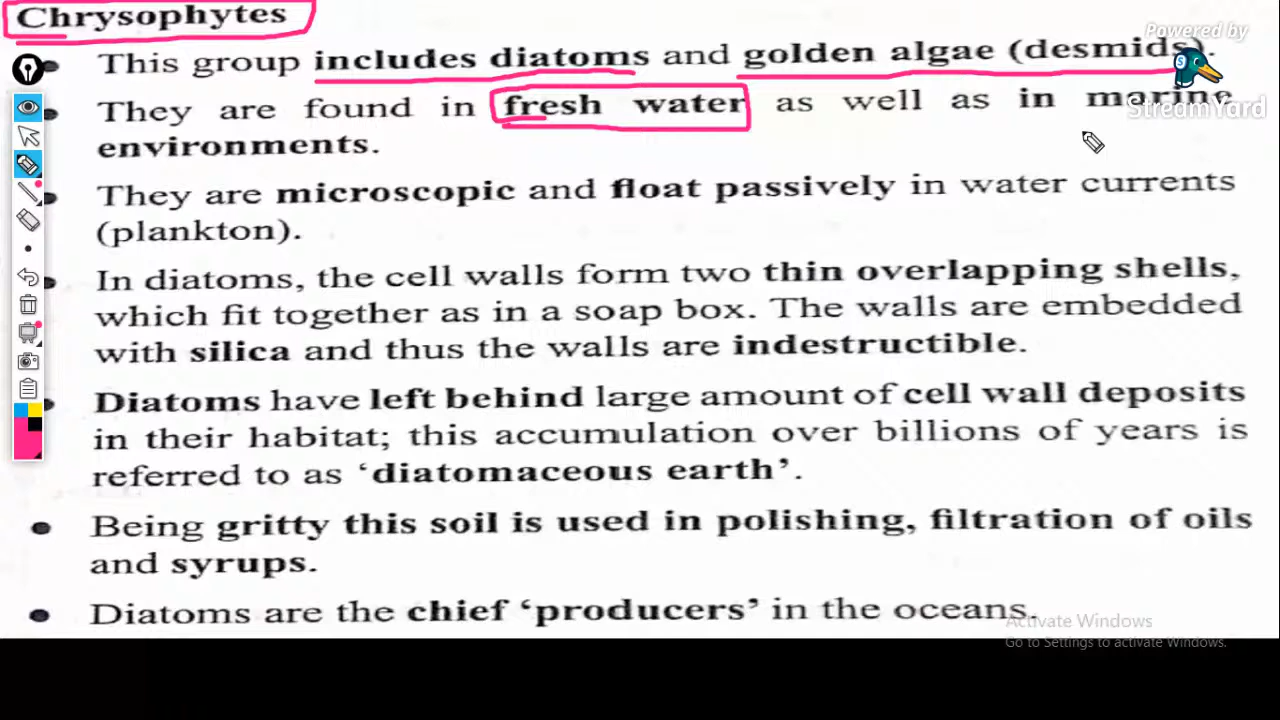 Chrysophytes
Powered by
This group includes diatoms and golden algae (desmids).
StreamYard
They are found in fresh water as well as in marine
environments.
They are microscopic and float passively in water currents
(plankton).
In diatoms, the cell walls form two thin overlapping shells,
which fit together as in a soap box. The walls are embedded
with silica and thus the walls are indestructible.
Diatoms have left behind large amount of cell wall deposits
in their habitat; this accumulation over billions of years is
referred to as ‘diatomaceous earth’.
Being gritty this soil is used in polishing, filtration of oils
and syrups.
Diatoms are the chief ‘producers’ in the oceans.
Activate Windows
Go to Settings to activate Windows.